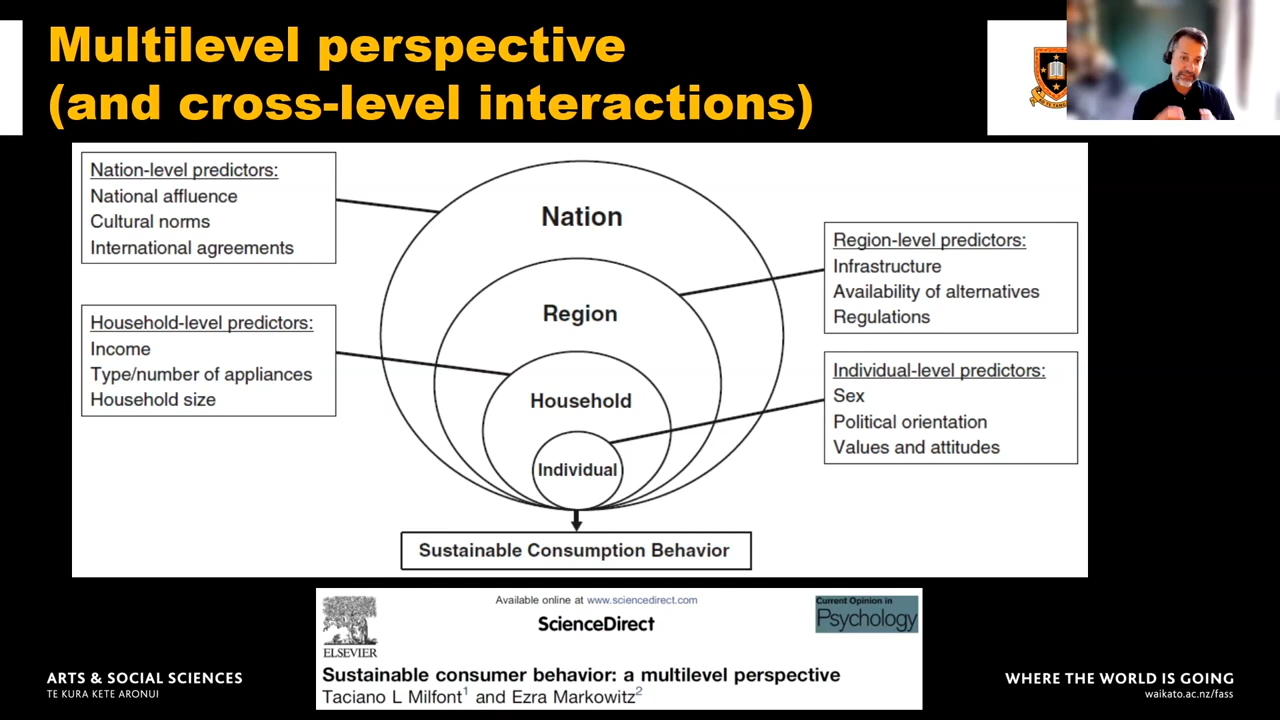 Multilevel perspective
(and cross-level interactions)
Nation-level predictors:
National affluence
Cultural norms
International agreements
Household-level predictors:
Income
Type/number of appliances
Household size
Nation
Region
Household
Individual
Region-level predictors:
Infrastructure
Availability of alternatives
Regulations
Individual-level predictors:
Sex
Political orientation
Values and attitudes
Sustainable Consumption Behavior
Available online at www.sciencedirect.com
ScienceDirect
Current Opinion in
Psychology
ELSEVIER
Sustainable consumer behavior: a multilevel perspective
Taciano L Milfont1 and Ezra Markowitz2
ARTS & SOCIAL SCIENCES
TE KURA KETE ARONUI
WHERE THE WORLD IS GOING
waikato.ac.nz/fass